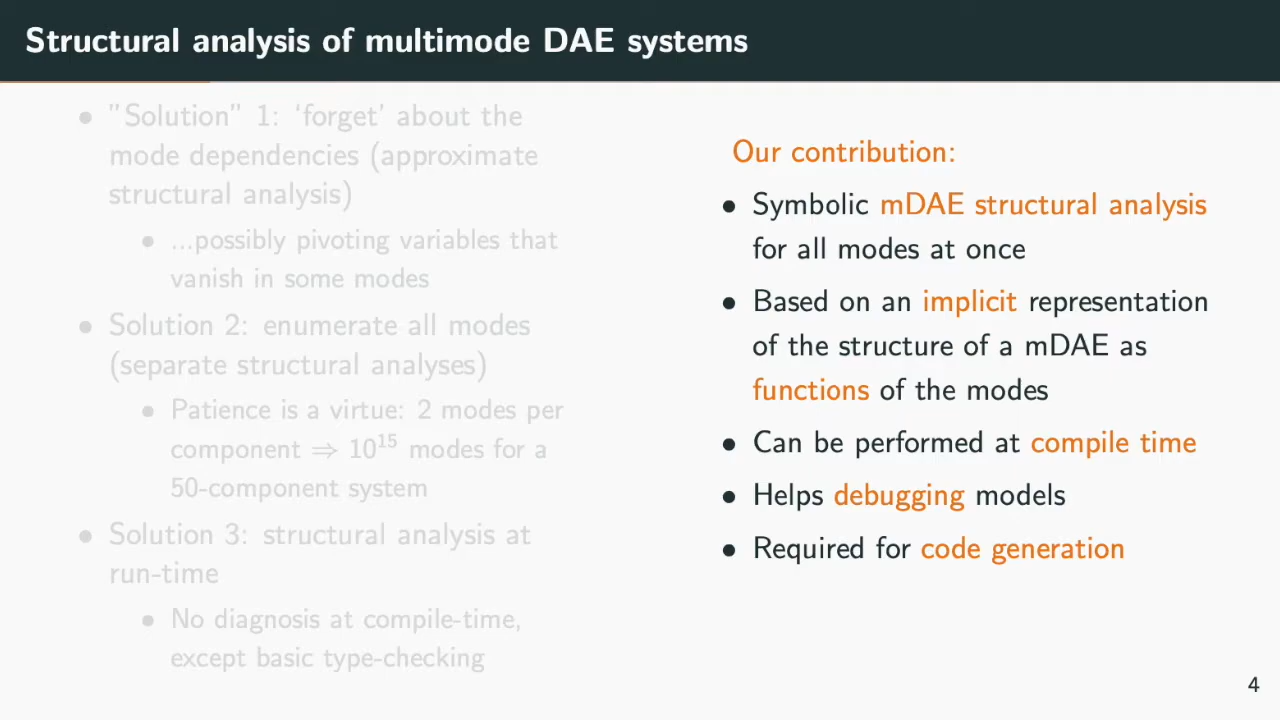 Structural analysis of multimode DAE systems
• ”Solution” 1: ‘forget’ about the
mode dependencies (approximate
structural analysis)
• ...possibly pivoting variables that
vanish in some modes
• Solution 2: enumerate all modes
(separate structural analyses)
• Patience is a virtue: 2 modes per
component ⇒ 10¹⁵ modes for a
50-component system
• Solution 3: structural analysis at
run-time
• No diagnosis at compile-time,
except basic type-checking
Our contribution:
• Symbolic mDAE structural analysis
for all modes at once
• Based on an implicit representation
of the structure of a mDAE as
functions of the modes
• Can be performed at compile time
• Helps debugging models
• Required for code generation
4